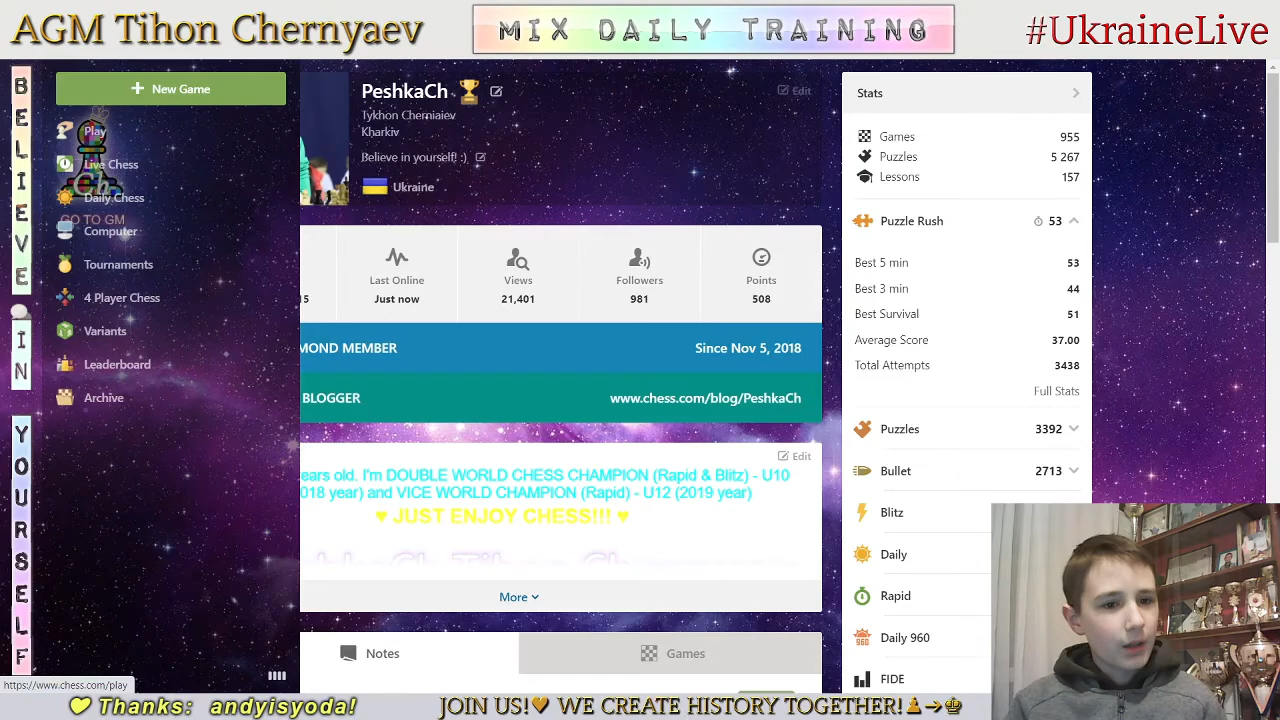 AGM Tihon Chernyaev
MIX DAILY TRAINING
#UkraineLive
BELIEVE IN YOURSELF
+ New Game
Play
Live Chess
Ch
Daily Chess
GO TO GM
Computer
Tournaments
4 Player Chess
Variants
Leaderboard
Archive
https://www.chess.com/play
PeshkaCh
Edit
Tykhon Cherniaiev
Kharkiv
Believe in yourself! :)
Ukraine
Last Online
Just now
Views
21,401
Followers
981
Points
508
MOND MEMBER
Since Nov 5, 2018
BLOGGER
www.chess.com/blog/PeshkaCh
Edit
ears old. I'm DOUBLE WORLD CHESS CHAMPION (Rapid & Blitz) - U10
018 year) and VICE WORLD CHAMPION (Rapid) - U12 (2019 year)
♥ JUST ENJOY CHESS!!! ♥
More
Notes
Games
Stats
Games 955
Puzzles 5 267
Lessons 157
Puzzle Rush 53
Best 5 min 53
Best 3 min 44
Best Survival 51
Average Score 37.00
Total Attempts 3438
Full Stats
Puzzles 3392
Bullet 2713
Blitz
Daily
Rapid
Daily 960
960
FIDE
Thanks: andyisyoda!
JOIN US!♥ WE CREATE HISTORY TOGETHER!♟→♚